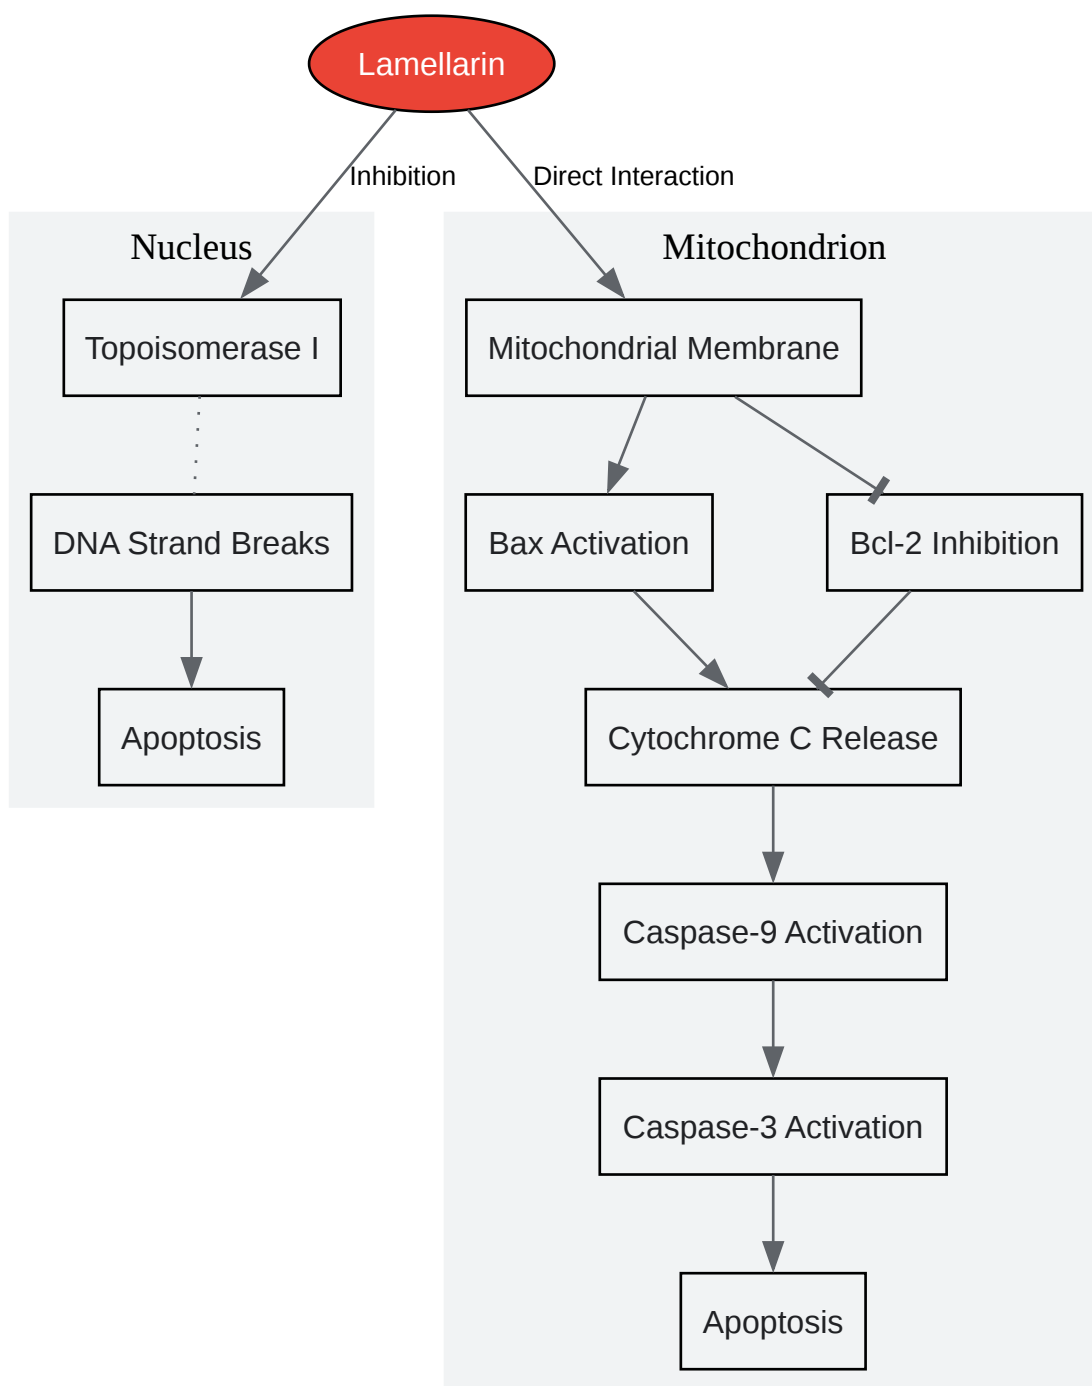 Lamellarin
Inhibition
Direct Interaction
Nucleus
Mitochondrion
Topoisomerase I
Mitochondrial Membrane
DNA Strand Breaks
Bax Activation
Bcl-2 Inhibition
Apoptosis
Cytochrome C Release
Caspase-9 Activation
Caspase-3 Activation
Apoptosis